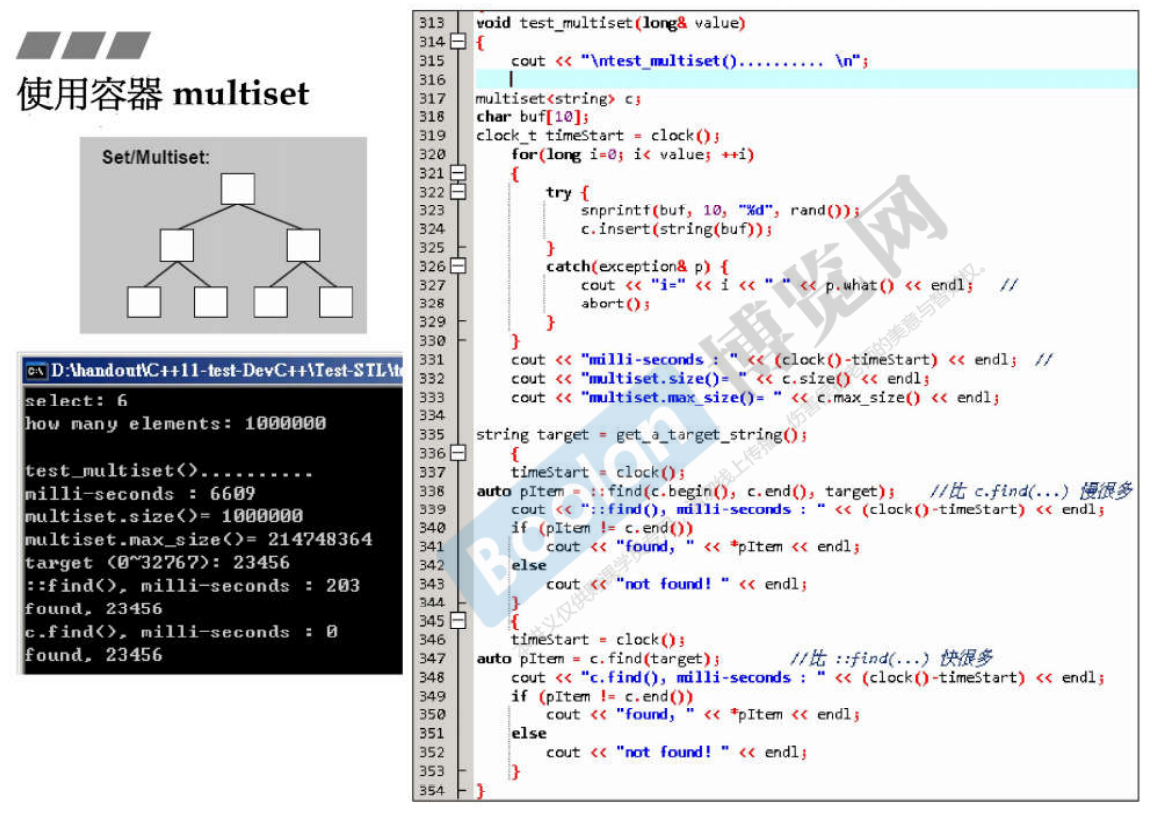 使用容器 multiset
Set/Multiset:
D:\handout\C++11-test-DevC++\Test-STL\t
select: 6
how many elements: 1000000
test_multiset()..........
milli-seconds : 6609
multiset.size()= 1000000
multiset.max_size()= 214748364
target (0~32767): 23456
::find(), milli-seconds : 203
found, 23456
c.find(), milli-seconds : 0
found, 23456
313 void test_multiset(long& value)
314 {
315 cout << "\ntest_multiset().......... \n";
316
317 multiset<string> c;
318 char buf[10];
319 clock_t timeStart = clock();
320 for(long i=0; i< value; ++i)
321 {
322 try {
323 snprintf(buf, 10, "%d", rand());
324 c.insert(string(buf));
325 }
326 catch(exception& p) {
327 cout << "i=" << i << " " << p.what() << endl; //
328 abort();
329 }
330 }
331 cout << "milli-seconds : " << (clock()-timeStart) << endl; //
332 cout << "multiset.size()= " << c.size() << endl;
333 cout << "multiset.max_size()= " << c.max_size() << endl;
334
335 string target = get_a_target_string();
336 {
337 timeStart = clock();
338 auto pItem = ::find(c.begin(), c.end(), target); //比 c.find(...) 慢很多
339 cout << "::find(), milli-seconds : " << (clock()-timeStart) << endl;
340 if (pItem != c.end())
341 cout << "found, " << *pItem << endl;
342 else
343 cout << "not found! " << endl;
344 }
345 {
346 timeStart = clock();
347 auto pItem = c.find(target); //比 ::find(...) 快很多
348 cout << "c.find(), milli-seconds : " << (clock()-timeStart) << endl;
349 if (pItem != c.end())
350 cout << "found, " << *pItem << endl;
351 else
352 cout << "not found! " << endl;
353 }
354 }
Boolan
博览网